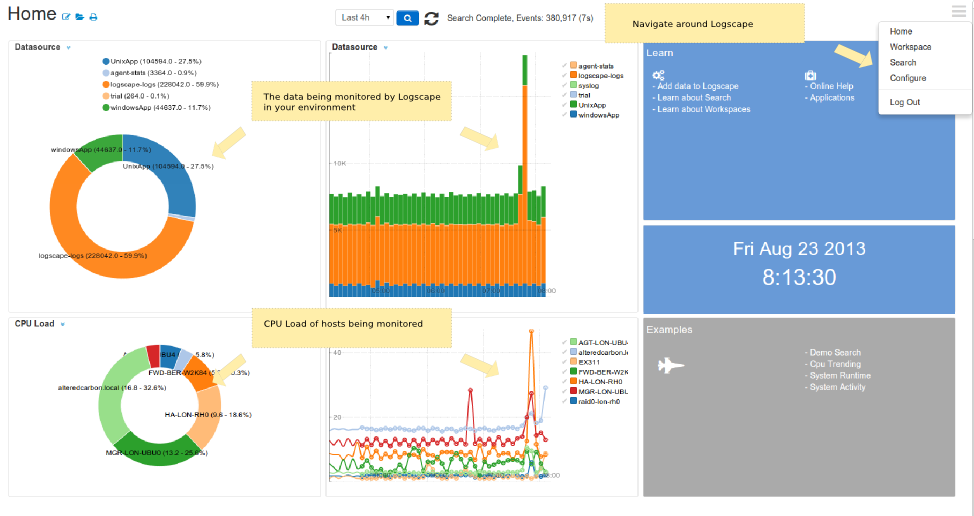 Home
Last 4h
Search Complete, Events: 380,917 (7s)
Navigate around Logscape
Home
Workspace
Search
Configure
Log Out
Datasource
UnixApp (104594.0 - 27.5%)
agent-stats (3364.0 - 0.9%)
logscape-logs (228042.0 - 59.9%)
trial (264.0 - 0.1%)
windowsApp (44637.0 - 11.7%)
windowsApp (44637.0 - 11.7%)
UnixApp (104594.0 - 27.5%)
logscape-logs (228042.0 - 59.9%)
The data being monitored by Logscape
in your environment
Datasource
agent-stats
logscape-logs
syslog
trial
UnixApp
windowsApp
10K
5K
Learn
- Add data to Logscape
- Learn about Search
- Learn about Workspaces
- Online Help
- Applications
Fri Aug 23 2013
8:13:30
CPU Load
5.8%)
FWD-BER-W2K64
alteredcarbon.local (16.8 - 32.6%)
HA-LON-RH0 (9.6 - 18.6%)
MGR-LON-UBU0 (13.2 - 25.6%)
CPU Load of hosts being monitored
40
20
AGT-LON-UBU
alteredcarbon.l
EX311
FWD-BER-W2K
HA-LON-RH0
MGR-LON-UBU
raid0-lon-rh0
Examples
- Demo Search
- Cpu Trending
- System Runtime
- System Activity